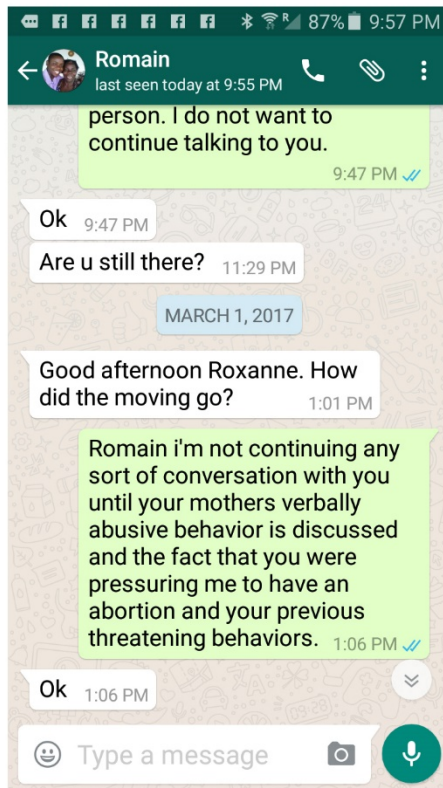 87% 9:57 PM
Romain
last seen today at 9:55 PM
person. I do not want to
continue talking to you.
9:47 PM
Ok 9:47 PM
Are u still there? 11:29 PM
MARCH 1, 2017
Good afternoon Roxanne. How
did the moving go? 1:01 PM
Romain i'm not continuing any
sort of conversation with you
until your mothers verbally
abusive behavior is discussed
and the fact that you were
pressuring me to have an
abortion and your previous
threatening behaviors. 1:06 PM
Ok 1:06 PM
Type a message